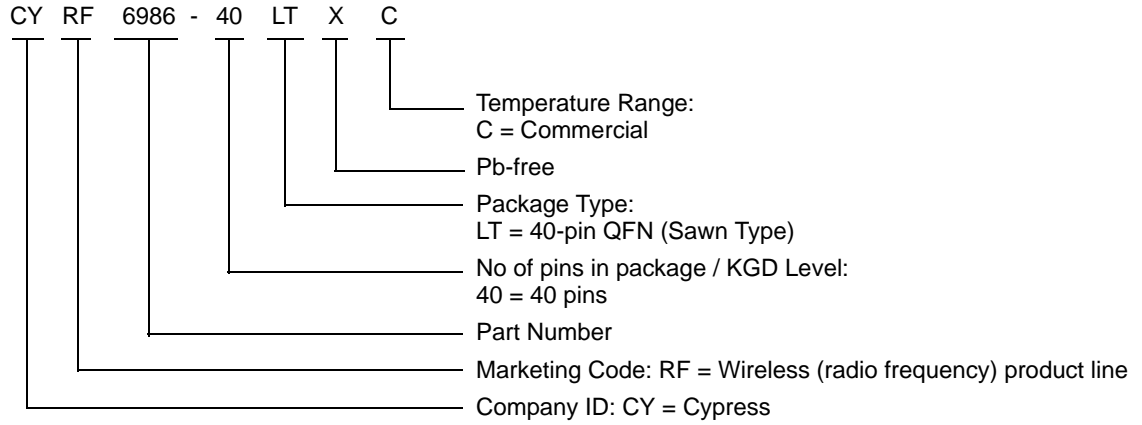 CY RF 6986 - 40 LT X C
Temperature Range:
C = Commercial
Pb-free
Package Type:
LT = 40-pin QFN (Sawn Type)
No of pins in package / KGD Level:
40 = 40 pins
Part Number
Marketing Code: RF = Wireless (radio frequency) product line
Company ID: CY = Cypress